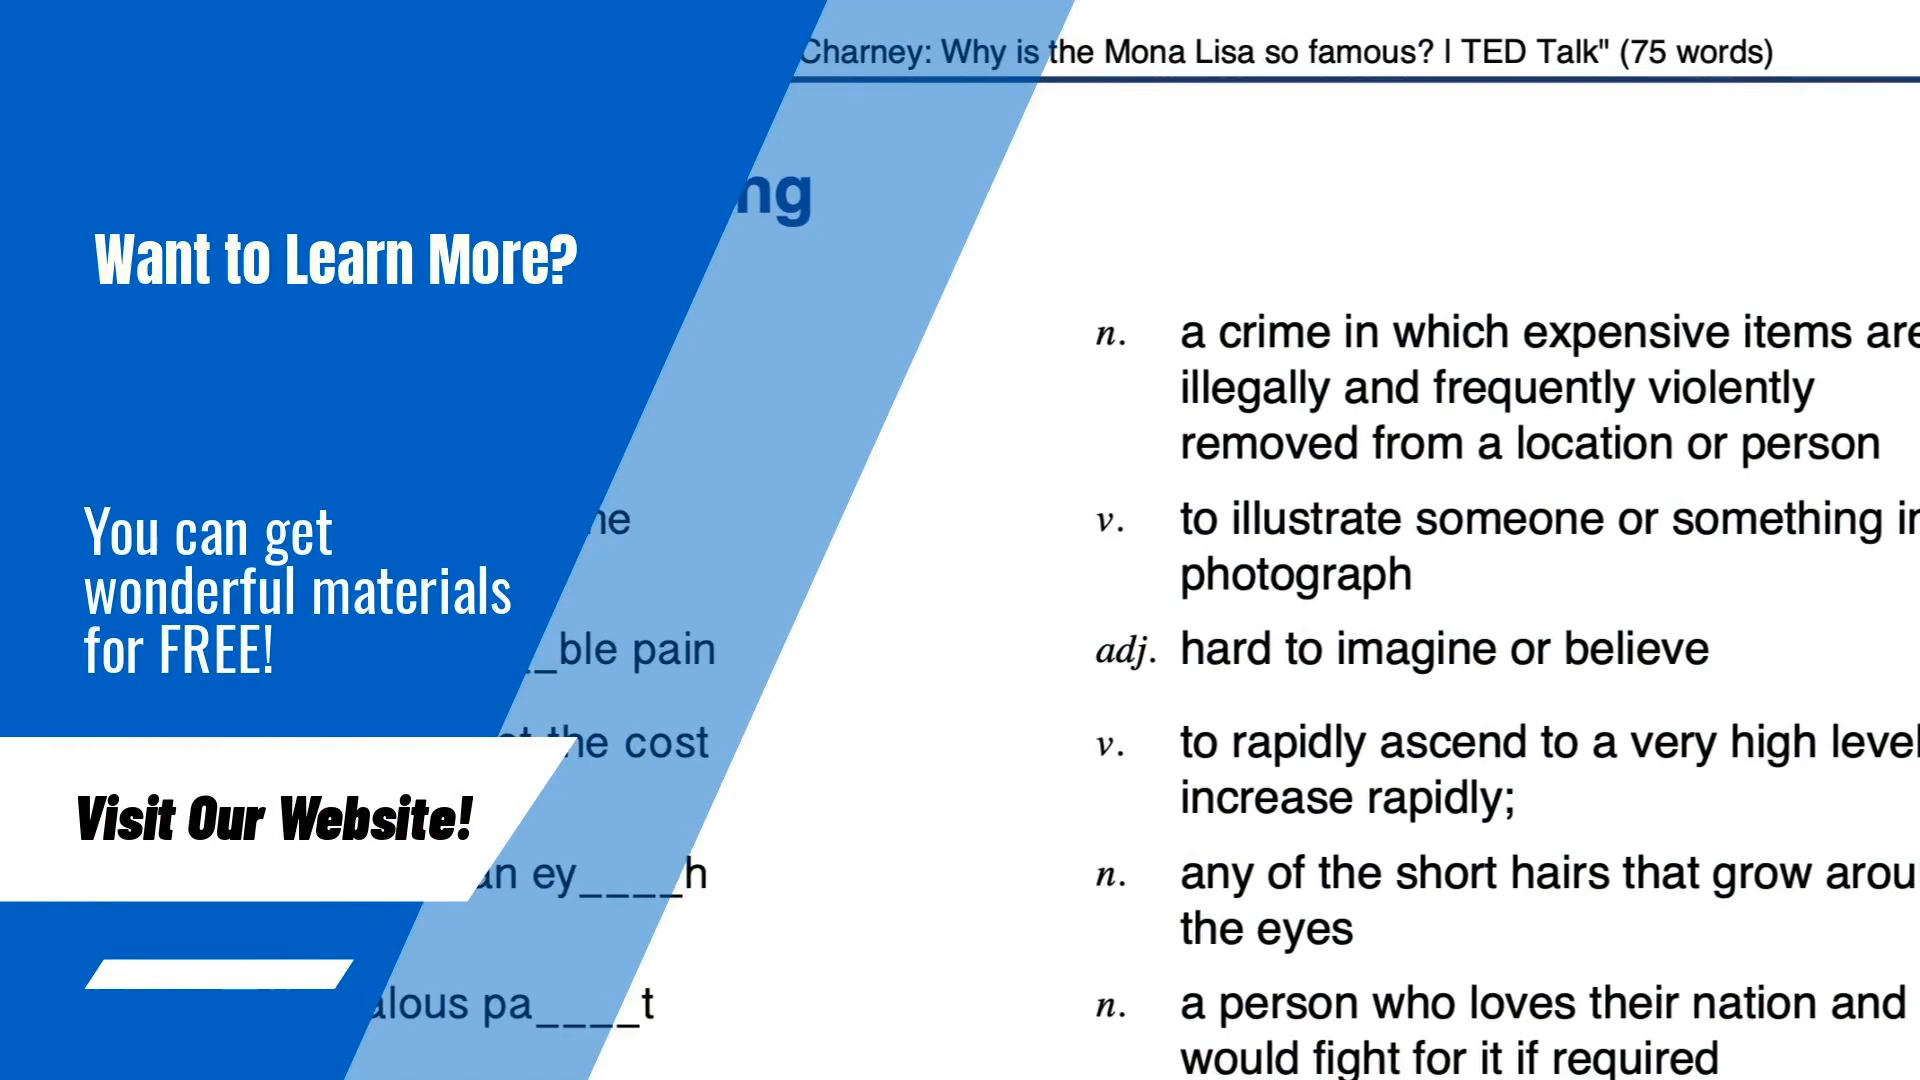 Charney: Why is the Mona Lisa so famous? | TED Talk" (75 words)
ng
Want to Learn More?
You can get
wonderful materials
for FREE!
Visit Our Website!
n. a crime in which expensive items are
illegally and frequently violently
removed from a location or person
ne v. to illustrate someone or something in
photograph
_ble pain adj. hard to imagine or believe
the cost v. to rapidly ascend to a very high level
increase rapidly;
an ey____h n. any of the short hairs that grow arou
the eyes
alous pa____t n. a person who loves their nation and
would fight for it if required